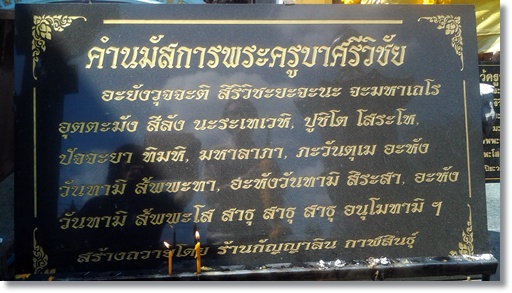 คำนมัสการพระครูบาศรีวิชัย
อะยังวุจจะติ สิริวิชะยะจะนะ จะมหาเถโร
อุตตะมัง สีลัง นะระเทเวหิ, ปูชิโต โสระโห,
ปัจจะยา ทิมหิ, มหาลาภา, ภะวันตุเม อะหัง
วันทามิ สัพพะทา, อะหังวันทามิ สิระสา, อะหัง
วันทามิ สัพพะโส สาธุ สาธุ สาธุ อนุโมทามิ ฯ
สร้างถวายโดย ร้านกัญญาลิน กาฬสินธุ์